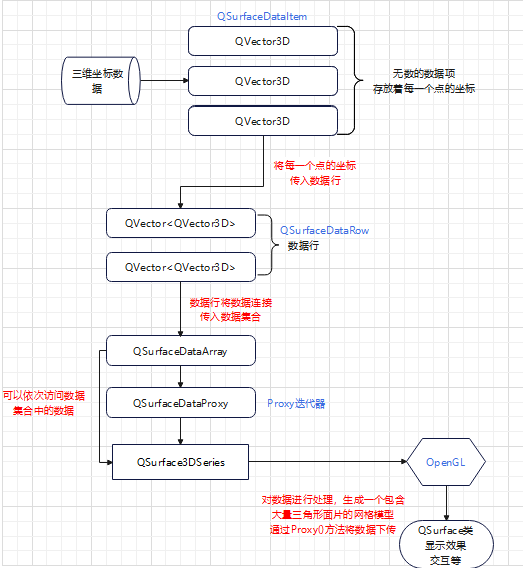 QSurfaceDataItem
QVector3D
三维坐标数
据
QVector3D
无数的数据项
存放着每一个点的坐标
QVector3D
将每一个点的坐标
传入数据行
QVector<QVector3D>
QSurfaceDataRow
数据行
QVector<QVector3D>
数据行将数据连接
传入数据集合
QSurfaceDataArray
可以依次访问数据
集合中的数据
QSurfaceDataProxy
Proxy迭代器
QSurface3DSeries
OpenGL
对数据进行处理，生成一个包含
大量三角形面片的网格模型
通过Proxy()方法将数据下传
QSurface类
显示效果
交互等